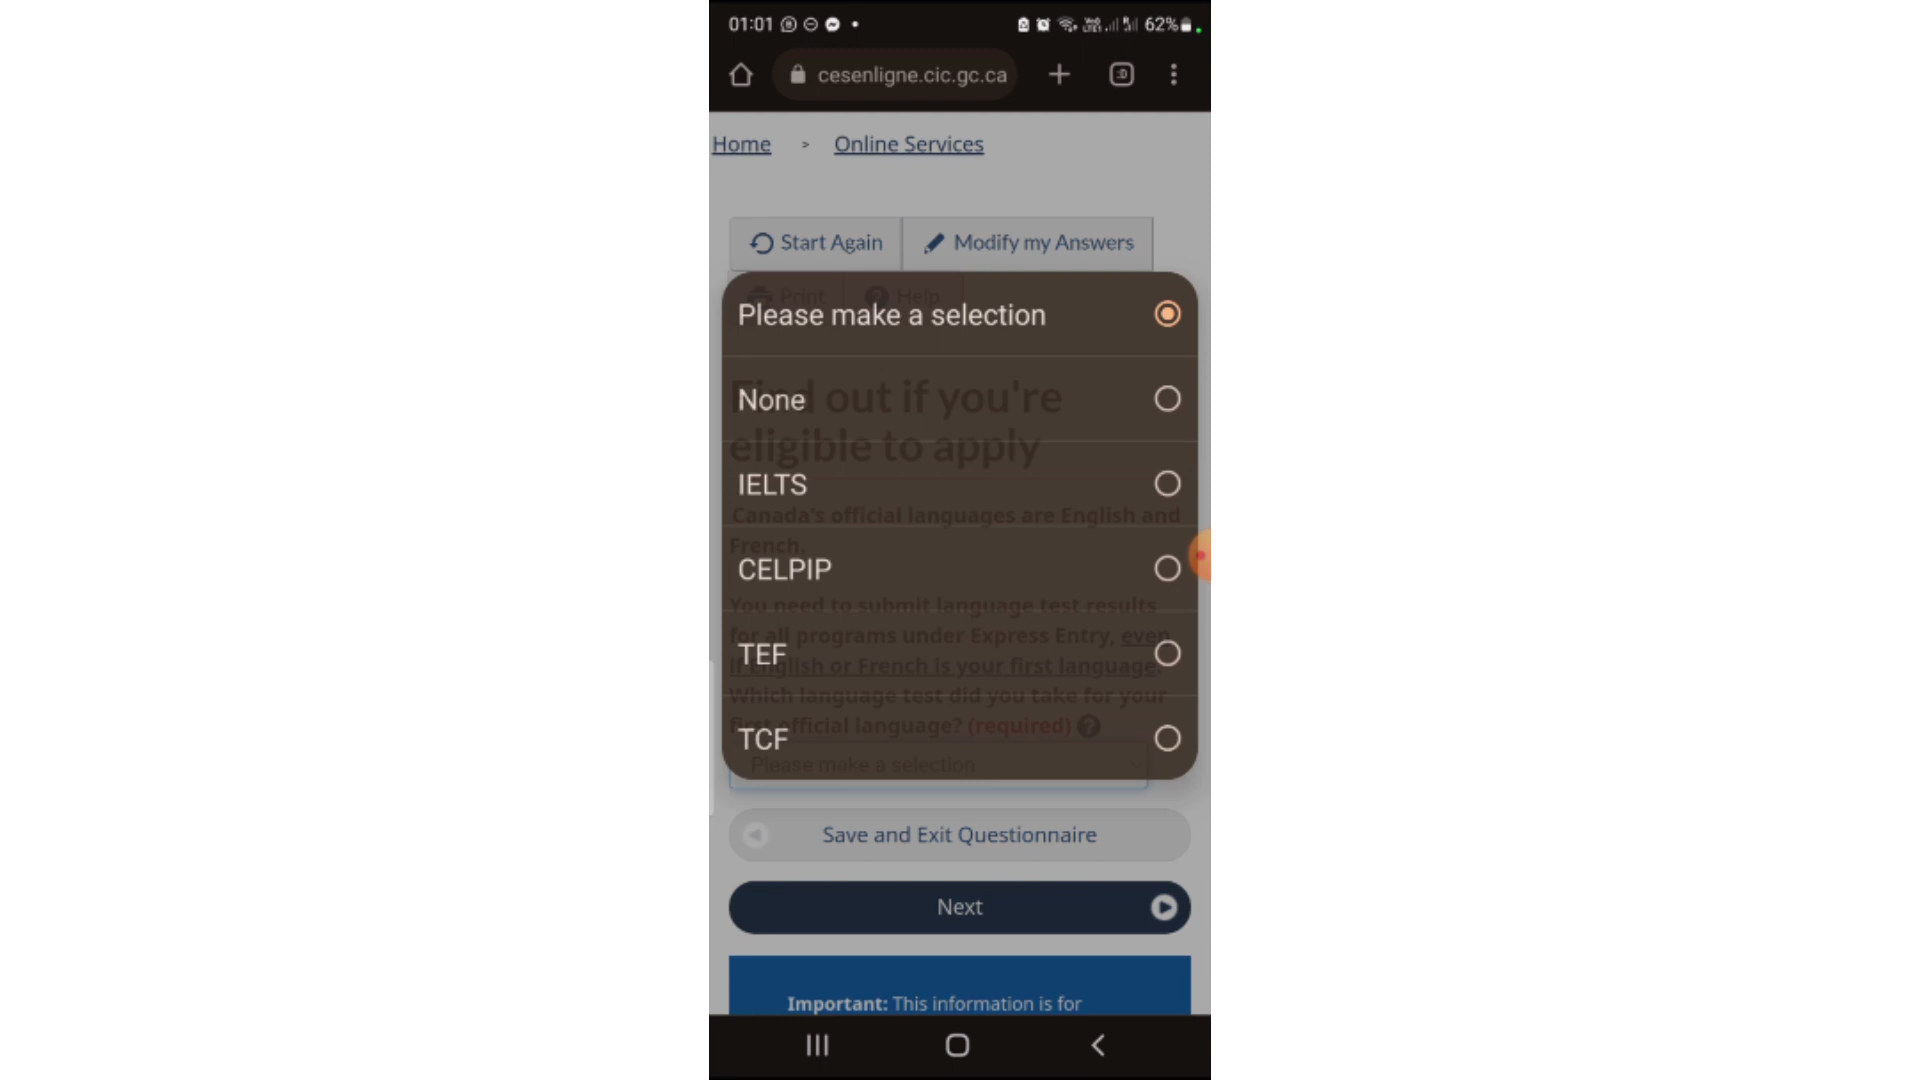 01:01
62%
cesenligne.cic.gc.ca
:D
Home > Online Services
Start Again
Modify my Answers
Print
Help
Please make a selection
None
Find out if you're
eligible to apply
IELTS
Canada's official languages are English and
French.
CELPIP
You need to submit language test results
for all programs under Express Entry, even
TEF
if English or French is your first language.
Which language test did you take for your
first official language? (required) ?
TCF
Please make a selection
Save and Exit Questionnaire
Next
Important: This information is for